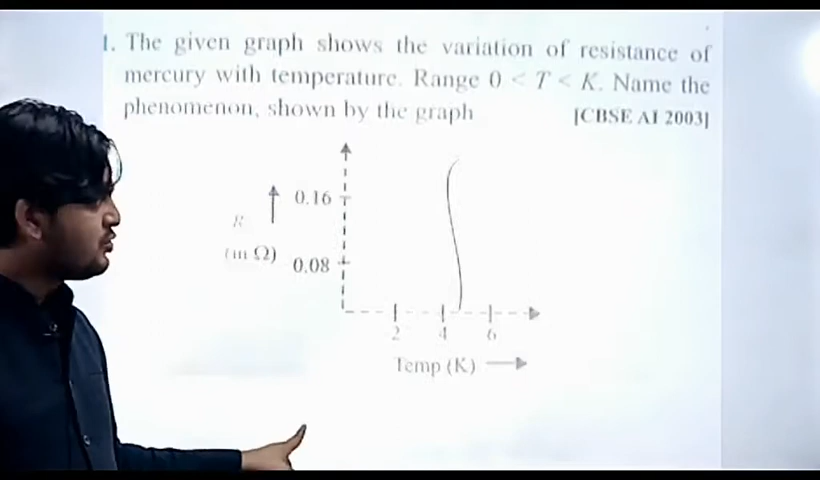 1. The given graph shows the variation of resistance of
mercury with temperature. Range 0 < T < K. Name the
phenomenon, shown by the graph [CBSE AI 2003]
0.16
R
(in Ω) 0.08
2 4 6
Temp (K)